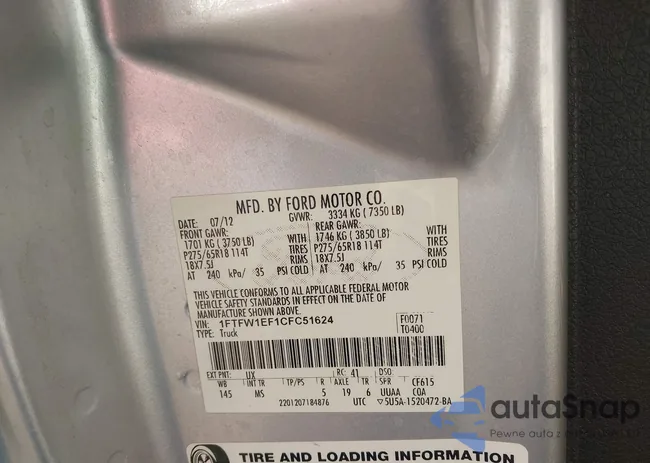 MFD. BY FORD MOTOR CO.
DATE: 07/12 GVWR: 3334 KG ( 7350 LB)
FRONT GAWR: REAR GAWR:
1701 KG ( 3750 LB) WITH 1746 KG ( 3850 LB) WITH
P275/65R18 114T TIRES P275/65R18 114T TIRES
18X7.5J RIMS 18X7.5J RIMS
AT 240 kPa/ 35 PSI COLD AT 240 kPa/ 35 PSI COLD
THIS VEHICLE CONFORMS TO ALL APPLICABLE FEDERAL MOTOR
VEHICLE SAFETY STANDARDS IN EFFECT ON THE DATE OF
MANUFACTURE SHOWN ABOVE.
VIN: 1FTFW1EF1CFC51624 F0071
TYPE: Truck T0400
EXT PNT: UX RC: 41 DSO:
WB INT TR TP/PS R AXLE TR SPR CF615
145 MS 5 19 6 UUAA COA
2201207184876 UTC ▽5U5A-1520472-BA
TIRE AND LOADING INFORMATION
autoSnap
Pewne auto z